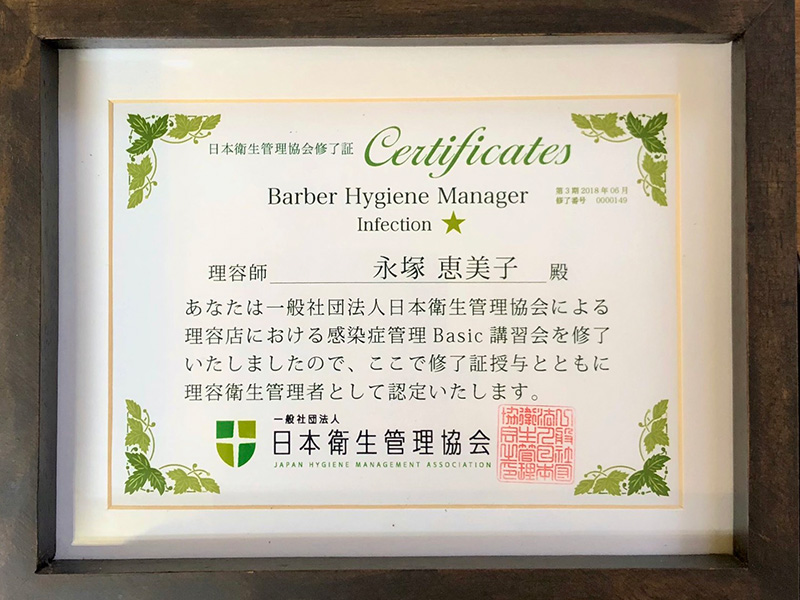 日本衛生管理協会修了証 Certificates
Barber Hygiene Manager
第3期 2018年06月
修了番号 0000149
Infection
理容師 永塚 恵美子 殿
あなたは一般社団法人日本衛生管理協会による
理容店における感染症管理 Basic 講習会を修了
いたしましたので、ここで修了証授与とともに
理容衛生管理者として認定いたします。
一般社団法人
日本衛生管理協会
JAPAN HYGIENE MANAGEMENT ASSOCIATION